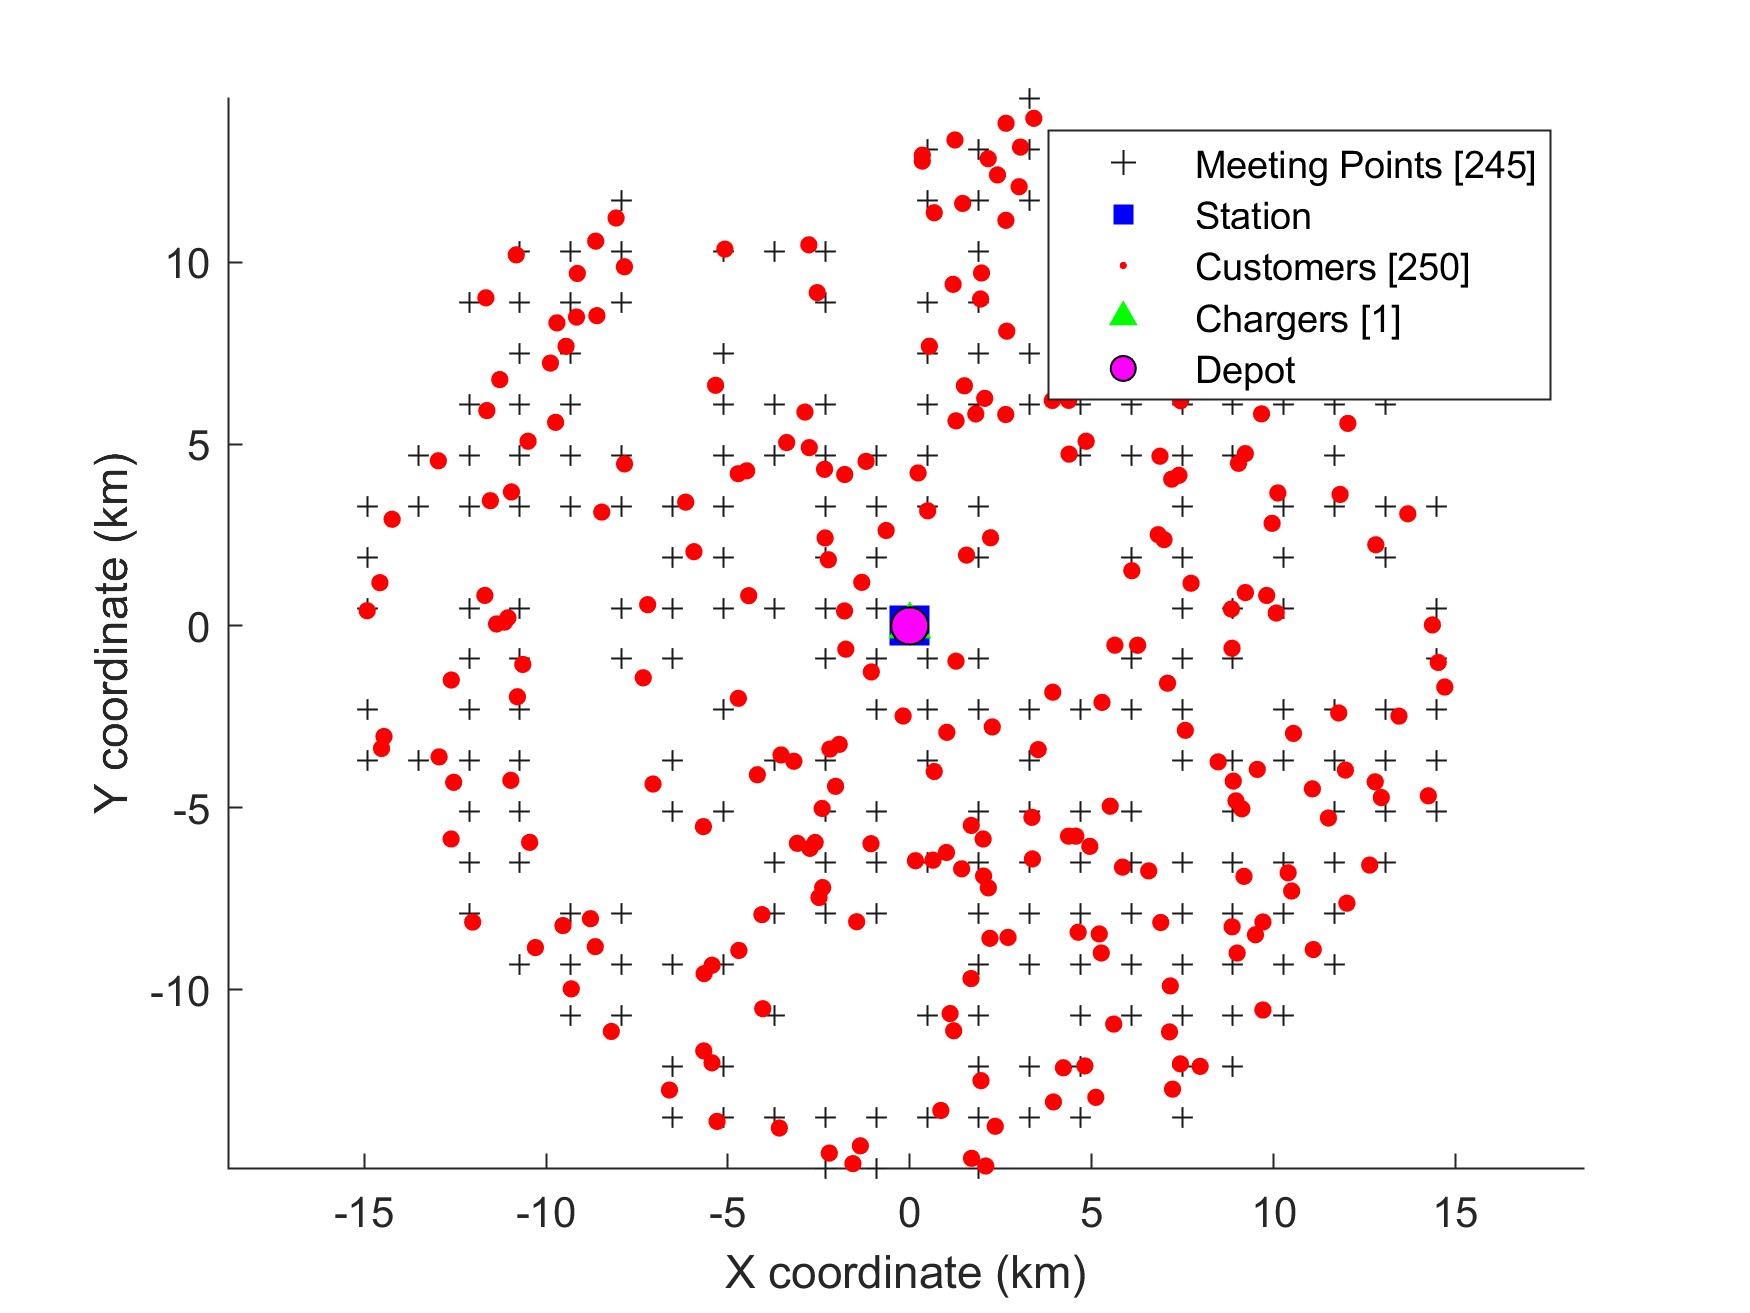 Meeting Points [245]
Station
Customers [250]
Chargers [1]
Depot
10
5
0
-5
-10
Y coordinate (km)
-15 -10 -5 0 5 10 15
X coordinate (km)